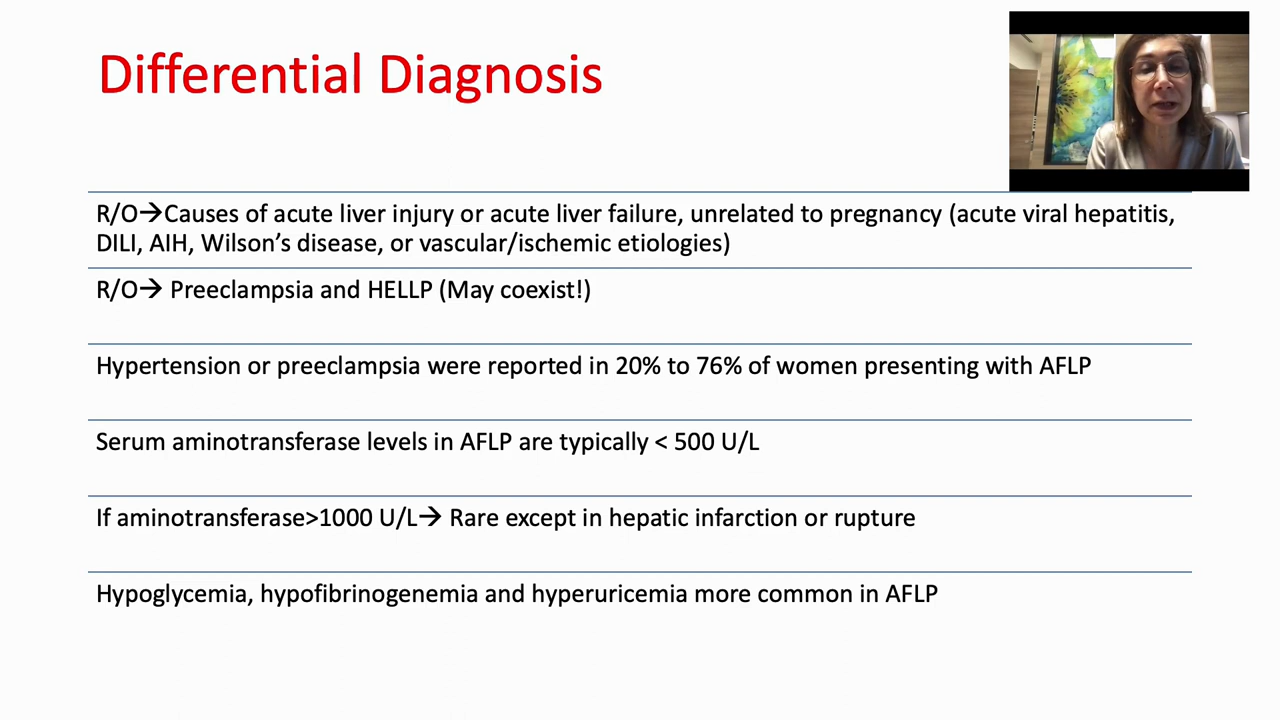 Differential Diagnosis
R/O→Causes of acute liver injury or acute liver failure, unrelated to pregnancy (acute viral hepatitis,
DILI, AIH, Wilson’s disease, or vascular/ischemic etiologies)
R/O→ Preeclampsia and HELLP (May coexist!)
Hypertension or preeclampsia were reported in 20% to 76% of women presenting with AFLP
Serum aminotransferase levels in AFLP are typically < 500 U/L
If aminotransferase>1000 U/L→ Rare except in hepatic infarction or rupture
Hypoglycemia, hypofibrinogenemia and hyperuricemia more common in AFLP